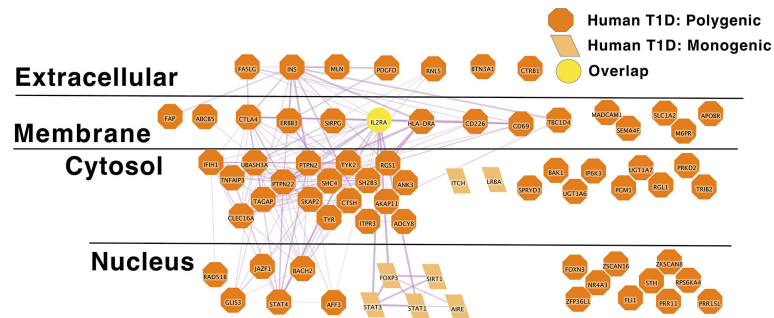 Human T1D: Polygenic
Human T1D: Monogenic
Overlap
Extracellular
FASLG INS MLN PDGFD RNLS BTN3A1 CTRB1
Membrane
FAP ABCB5 CTLA4 ERBB3 SIRPG IL2RA HLA-DRA CD226 CD69 TBC1D4 MADCAM1 SEMA4F SLC1A2 M6PR APOBR
Cytosol
IFIH1 UBASH3A PTPN2 TYK2 RGS1
TNFAIP3 PTPN22 SHC4 SH2B3 ANK3 ITCH LRBA SPRYD3 BAK1 UGT3A6 IP6K3 PGM1 UGT1A7 RGL1 PRKD2 TRIB2
TAGAP SKAP2 CTSH AKAP11
CLEC16A TYR ITPR3 ADCY8
Nucleus
RAD51B JAZF1 BACH2 FOXP3 SIRT1 FOXN3 NR4A3 ZSCAN16 STH ZKSCAN8 RPS6KA4
GLIS3 STAT4 AFF3 STAT3 STAT1 AIRE ZFP36L1 FLI1 PRR11 PRR15L